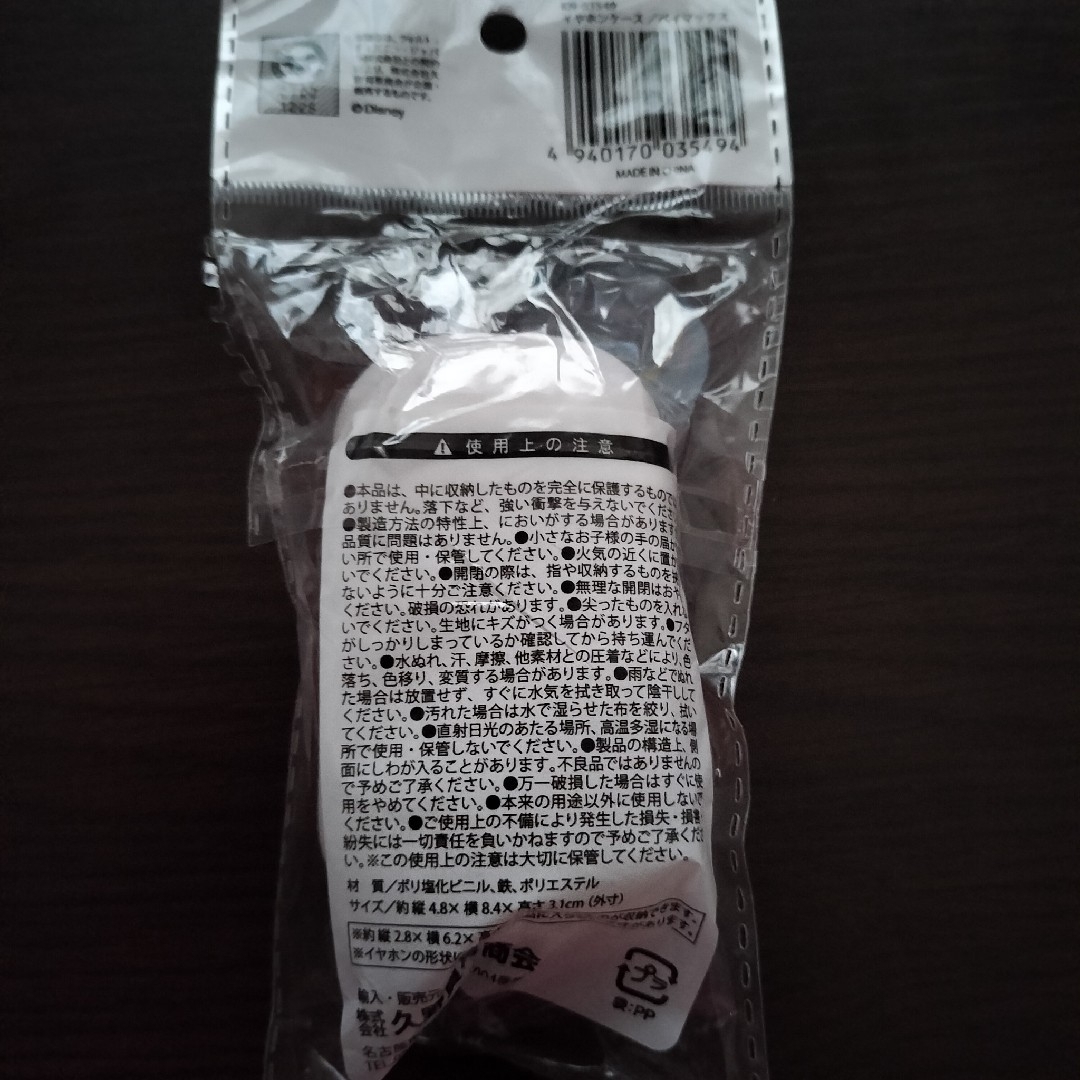 イヤホンケース／ベイマックス
©Disney
4 940170 035494
MADE IN CHINA
使用上の注意
●本品は、中に収納したものを完全に保護するもので
ありません。落下など、強い衝撃を与えないでくださ
●製造方法の特性上、においがする場合があります
品質に問題はありません。●小さなお子様の手の届か
い所で使用・保管してください。●火気の近くに置か
いでください。●開閉の際は、指や収納するものを挟
ないように十分ご注意ください。●無理な開閉はおや
ください。破損の恐れがあります。●尖ったものを入れ
いでください。生地にキズがつく場合があります。●フタ
がしっかりしまっているか確認してから持ち運んでくだ
さい。●水ぬれ、汗、摩擦、他素材との圧着などにより、色
落ち、色移り、変質する場合があります。●雨などでぬれ
た場合は放置せず、すぐに水気を拭き取って陰干しして
ください。●汚れた場合は水で湿らせた布を絞り、拭い
てください。●直射日光のあたる場所、高温多湿になる場
所で使用・保管しないでください。●製品の構造上、側
面にしわが入ることがあります。不良品ではありませんの
で予めご了承ください。●万一破損した場合はすぐに使
用をやめてください。●本来の用途以外に使用しないで
ください。●ご使用上の不備により発生した損失・損害
紛失には一切責任を負いかねますので予めご了承くださ
い。※この使用上の注意は大切に保管してください。
材 質／ポリ塩化ビニル、鉄、ポリエステル
サイズ／約 縦 4.8× 横 8.4× 高さ 3.1cm (外寸)
※約 縦 2.8× 横 6.2×
が収納できます。
※イヤホンの形状
があります。
輸入・販売
株式
会社
商会
名古
TEL
プラ
袋:PP